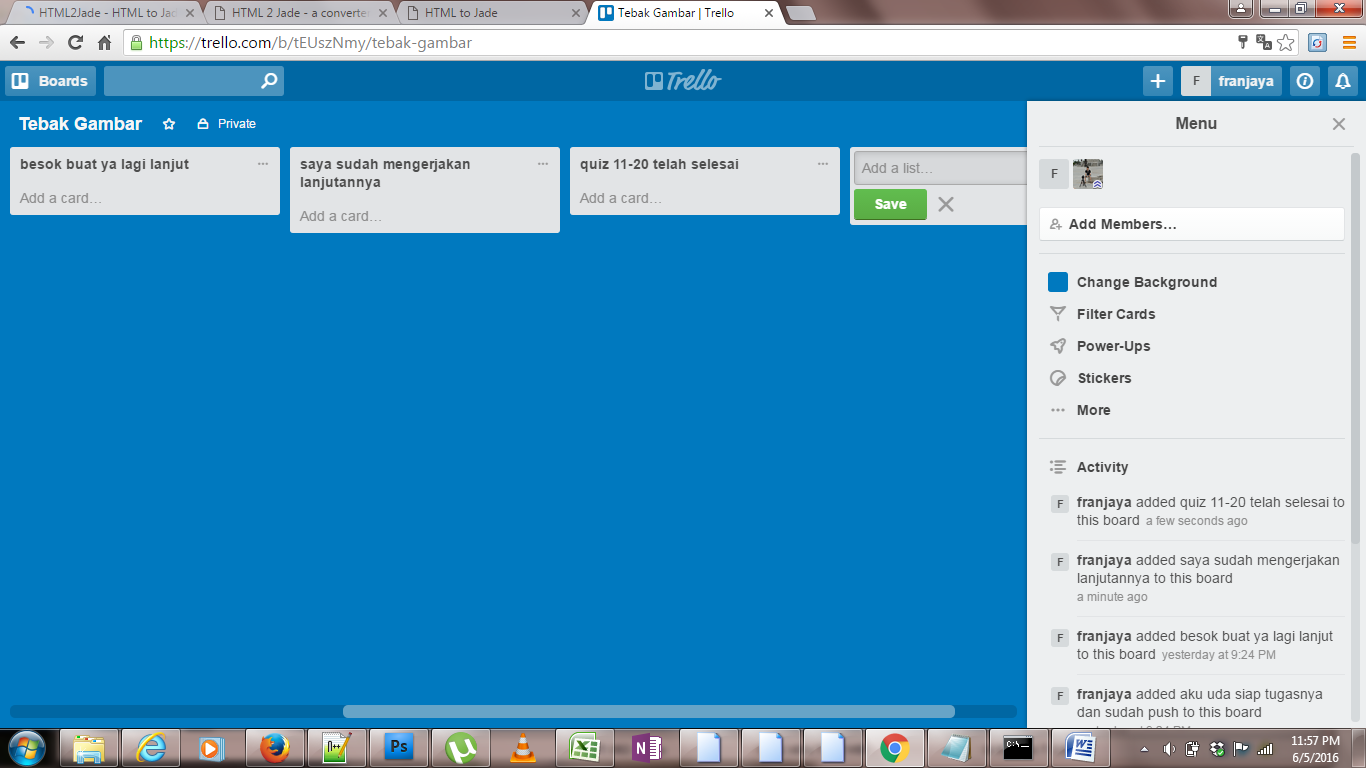 HTML2Jade - HTML to Jad
HTML 2 Jade - a converte
HTML to Jade
Tebak Gambar | Trello
https://trello.com/b/tEUszNmy/tebak-gambar
Boards
Trello
F
franjaya
Tebak Gambar
Private
besok buat ya lagi lanjut
Add a card…
saya sudah mengerjakan
lanjutannya
Add a card…
quiz 11-20 telah selesai
Add a card…
Add a list…
Save
Menu
F
Add Members…
Change Background
Filter Cards
Power-Ups
Stickers
More
Activity
F
franjaya added quiz 11-20 telah selesai to
this board a few seconds ago
F
franjaya added saya sudah mengerjakan
lanjutannya to this board
a minute ago
F
franjaya added besok buat ya lagi lanjut
to this board yesterday at 9:24 PM
F
franjaya added aku uda siap tugasnya
dan sudah push to this board
Ps
11:57 PM
6/5/2016